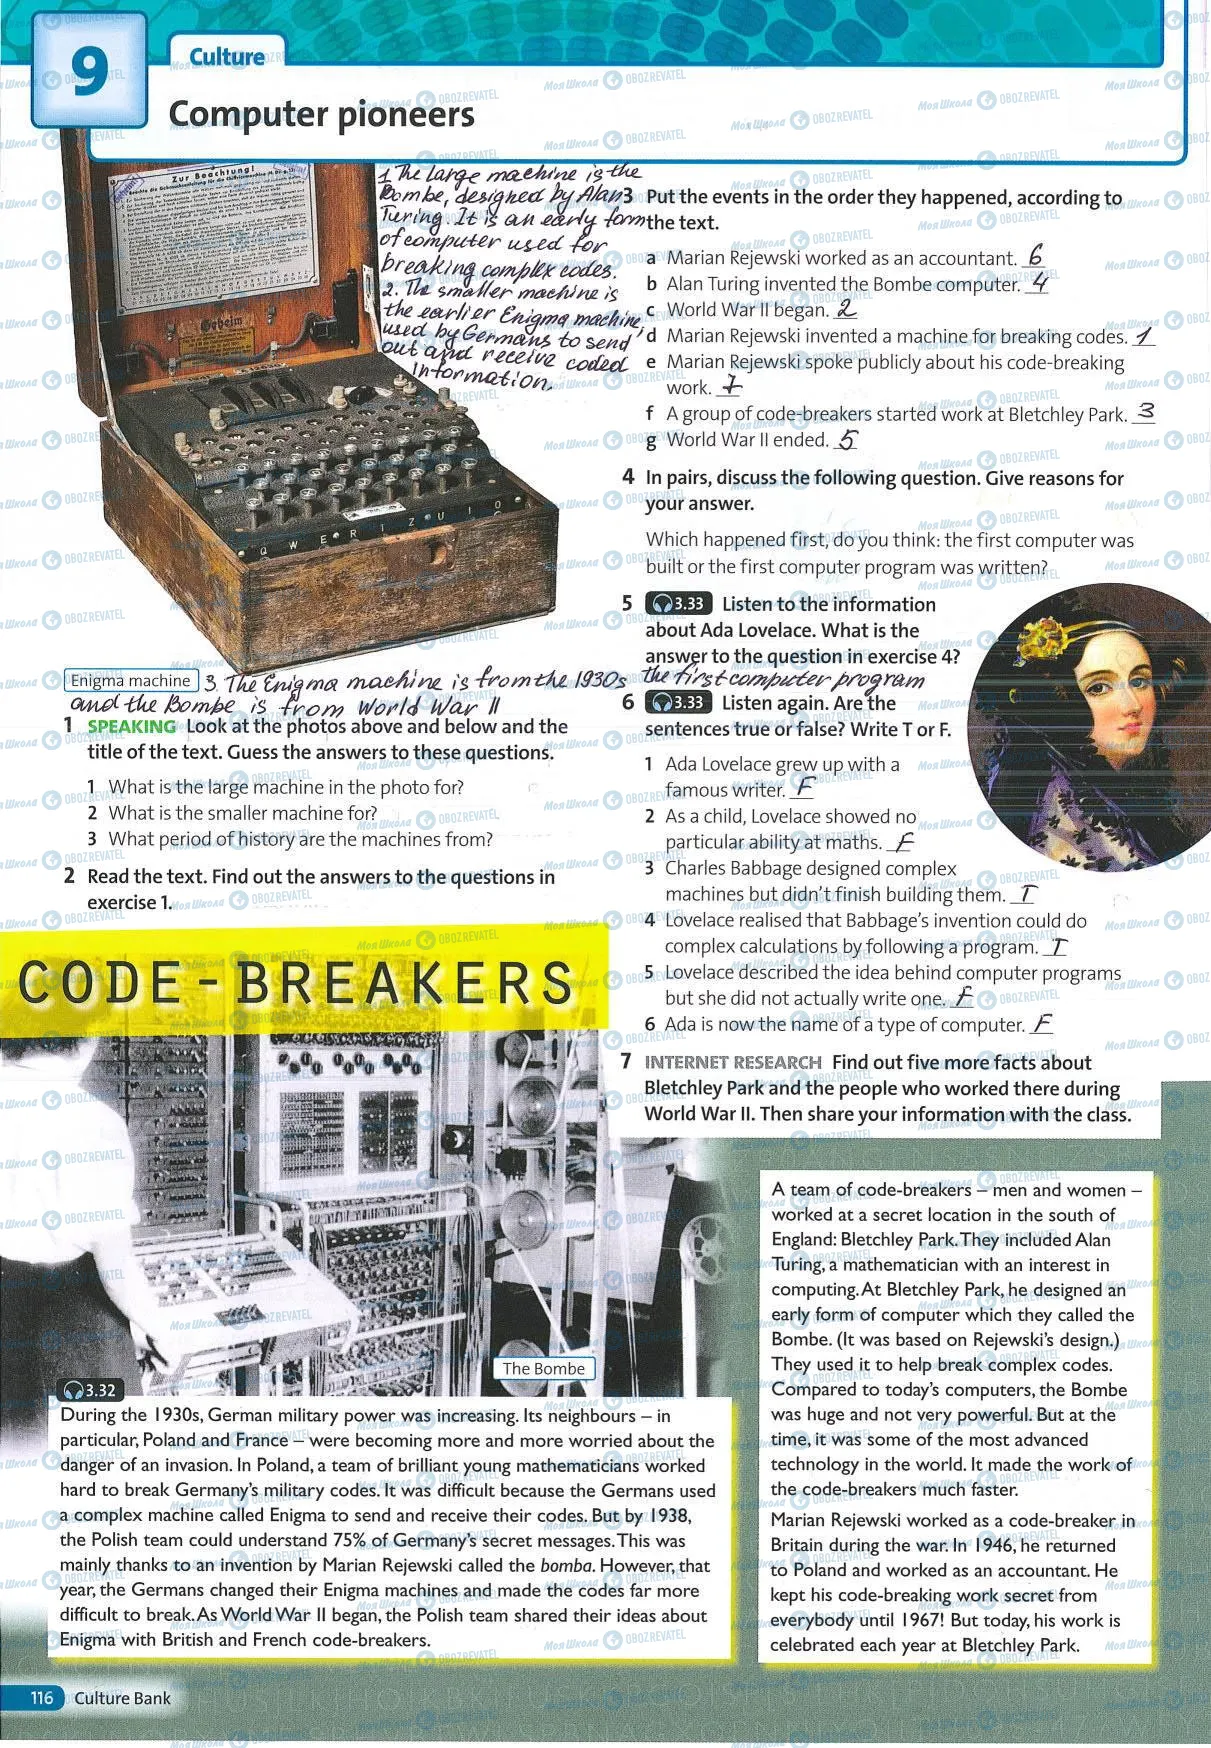 9
Culture
Computer pioneers
Zur Beachtung!
Geheim
Q W E R T Z U I O
1 The large machine is the
Bombe, designed by Alan
Turing. It is an early form
of computer used for
breaking complex codes.
2. The smaller machine is
the earlier Enigma machine,
used by Germans to send
out and receive coded
information.
Enigma machine
3. The Enigma machine is from the 1930s
and the Bombe is from World War II
1 SPEAKING Look at the photos above and below and the
title of the text. Guess the answers to these questions.
1 What is the large machine in the photo for?
2 What is the smaller machine for?
3 What period of history are the machines from?
2 Read the text. Find out the answers to the questions in
exercise 1.
3 Put the events in the order they happened, according to
the text.
a Marian Rejewski worked as an accountant. 6
b Alan Turing invented the Bombe computer. 4
c World War II began. 2
d Marian Rejewski invented a machine for breaking codes. 1
e Marian Rejewski spoke publicly about his code-breaking
work. 7
f A group of code-breakers started work at Bletchley Park. 3
g World War II ended. 5
4 In pairs, discuss the following question. Give reasons for
your answer.
Which happened first, do you think: the first computer was
built or the first computer program was written?
5 3.33 Listen to the information
about Ada Lovelace. What is the
answer to the question in exercise 4?
The first computer program
6 3.33 Listen again. Are the
sentences true or false? Write T or F.
1 Ada Lovelace grew up with a
famous writer. F
2 As a child, Lovelace showed no
particular ability at maths. F
3 Charles Babbage designed complex
machines but didn't finish building them. T
4 Lovelace realised that Babbage's invention could do
complex calculations by following a program. T
5 Lovelace described the idea behind computer programs
but she did not actually write one. F
6 Ada is now the name of a type of computer. F
7 INTERNET RESEARCH Find out five more facts about
Bletchley Park and the people who worked there during
World War II. Then share your information with the class.
CODE-BREAKERS
The Bombe
3.32
During the 1930s, German military power was increasing. Its neighbours – in
particular, Poland and France – were becoming more and more worried about the
danger of an invasion. In Poland, a team of brilliant young mathematicians worked
hard to break Germany's military codes. It was difficult because the Germans used
a complex machine called Enigma to send and receive their codes. But by 1938,
the Polish team could understand 75% of Germany's secret messages. This was
mainly thanks to an invention by Marian Rejewski called the bomba. However, that
year, the Germans changed their Enigma machines and made the codes far more
difficult to break. As World War II began, the Polish team shared their ideas about
Enigma with British and French code-breakers.
A team of code-breakers – men and women –
worked at a secret location in the south of
England: Bletchley Park. They included Alan
Turing, a mathematician with an interest in
computing. At Bletchley Park, he designed an
early form of computer which they called the
Bombe. (It was based on Rejewski's design.)
They used it to help break complex codes.
Compared to today's computers, the Bombe
was huge and not very powerful. But at the
time, it was some of the most advanced
technology in the world. It made the work of
the code-breakers much faster.
Marian Rejewski worked as a code-breaker in
Britain during the war. In 1946, he returned
to Poland and worked as an accountant. He
kept his code-breaking work secret from
everybody until 1967! But today, his work is
celebrated each year at Bletchley Park.
116 Culture Bank
Моя Школа OBOZREVATEL